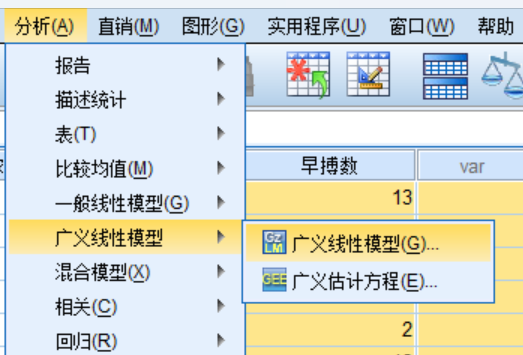 分析(A) 直销(M) 图形(G) 实用程序(U) 窗口(W) 帮助
报告
描述统计
表(T)
比较均值(M)
早搏数 var
一般线性模型(G)
13
广义线性模型
GZLM 广义线性模型(G)...
混合模型(X)
GEE 广义估计方程(E)...
相关(C)
回归(R)
2